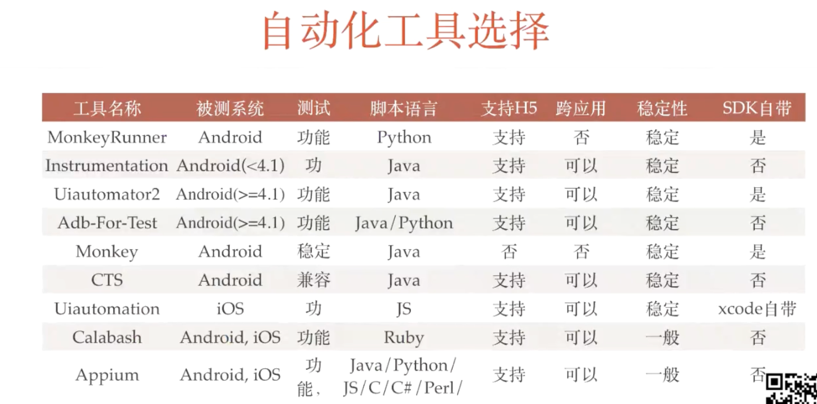 自动化工具选择
工具名称 被测系统 测试 脚本语言 支持H5 跨应用 稳定性 SDK自带
MonkeyRunner Android 功能 Python 支持 否 稳定 是
Instrumentation Android(<4.1) 功 Java 支持 可以 稳定 否
Uiautomator2 Android(>=4.1) 功能 Java 支持 可以 稳定 是
Adb-For-Test Android(>=4.1) 功能 Java/Python 支持 可以 稳定 否
Monkey Android 稳定 Java 否 否 稳定 是
CTS Android 兼容 Java 支持 可以 稳定 否
Uiautomation iOS 功 JS 支持 可以 稳定 xcode自带
Calabash Android, iOS 功能 Ruby 支持 可以 一般 否
Appium Android, iOS 功能. Java/Python/JS/C/C#/Perl/ 支持 可以 一般 否